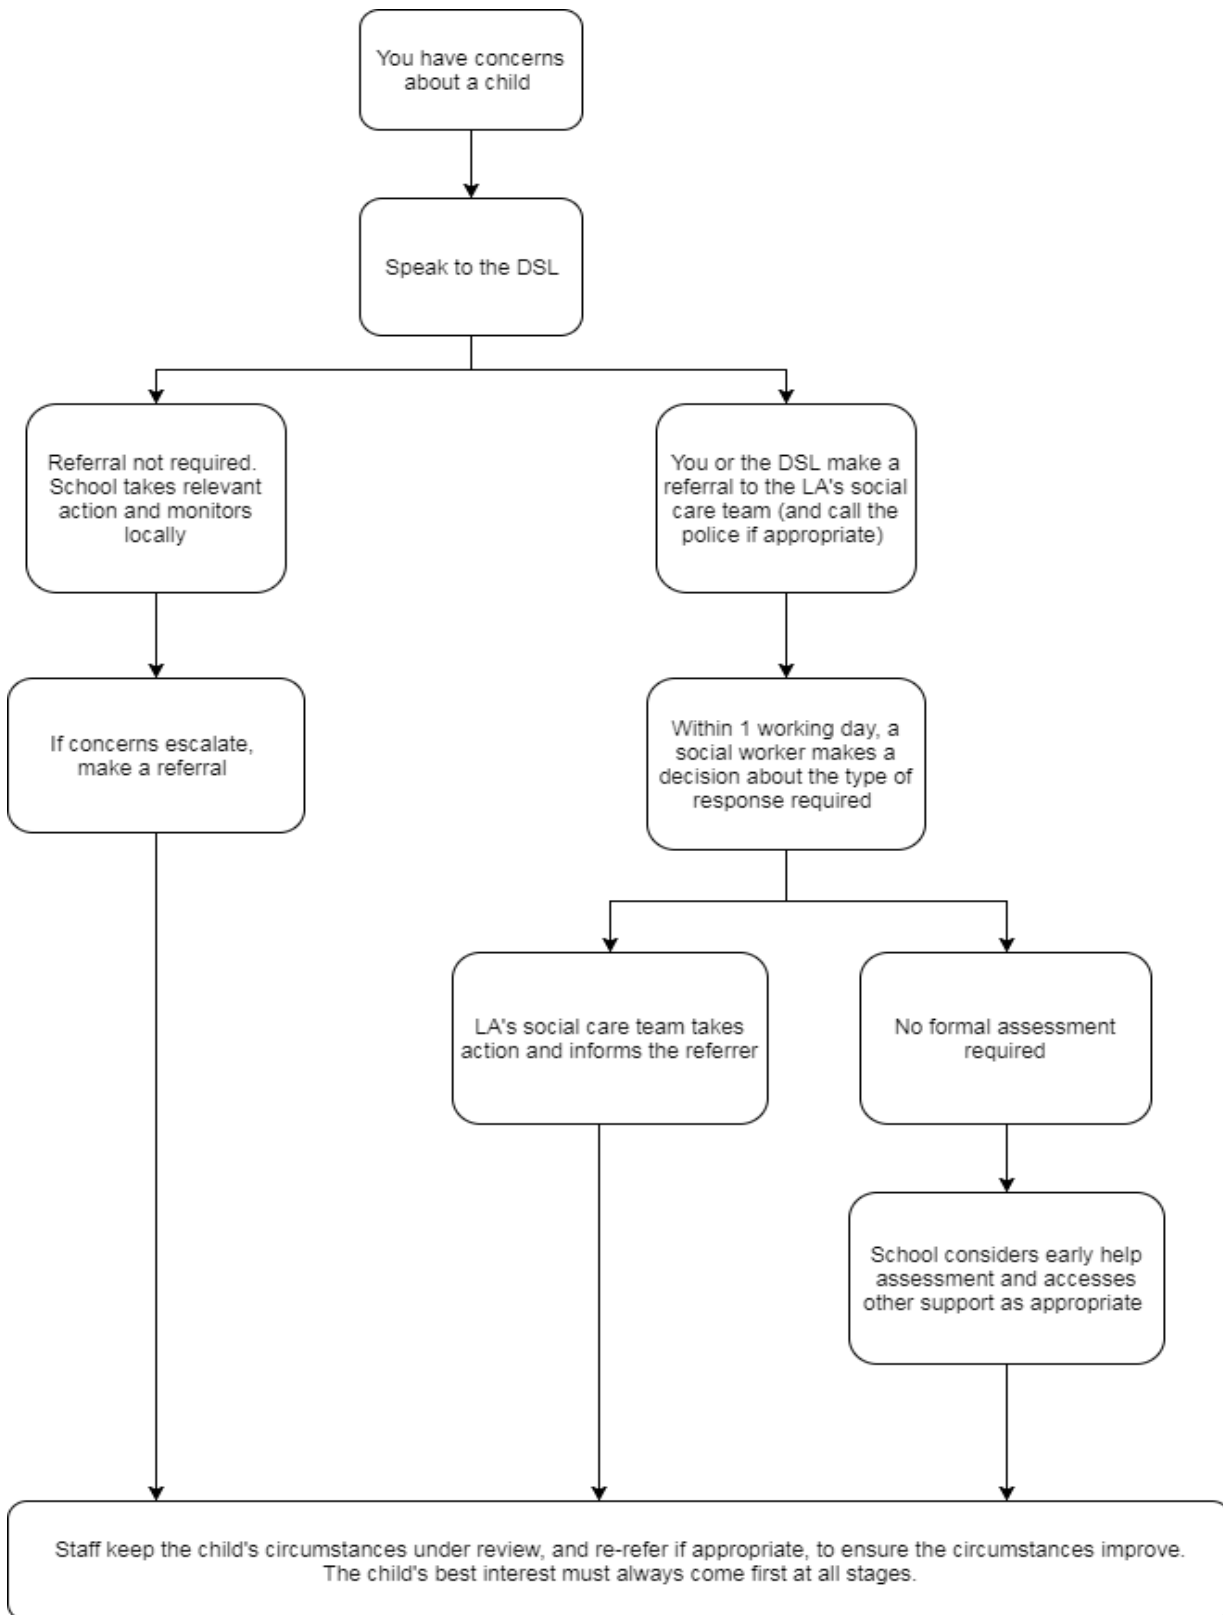 You have concerns
about a child
Speak to the DSL
Referral not required.
School takes relevant
action and monitors
locally
You or the DSL make a
referral to the LA's social
care team (and call the
police if appropriate)
If concerns escalate,
make a referral
Within 1 working day, a
social worker makes a
decision about the type of
response required
LA's social care team takes
action and informs the referrer
No formal assessment
required
School considers early help
assessment and accesses
other support as appropriate
Staff keep the child's circumstances under review, and re-refer if appropriate, to ensure the circumstances improve.
The child's best interest must always come first at all stages.